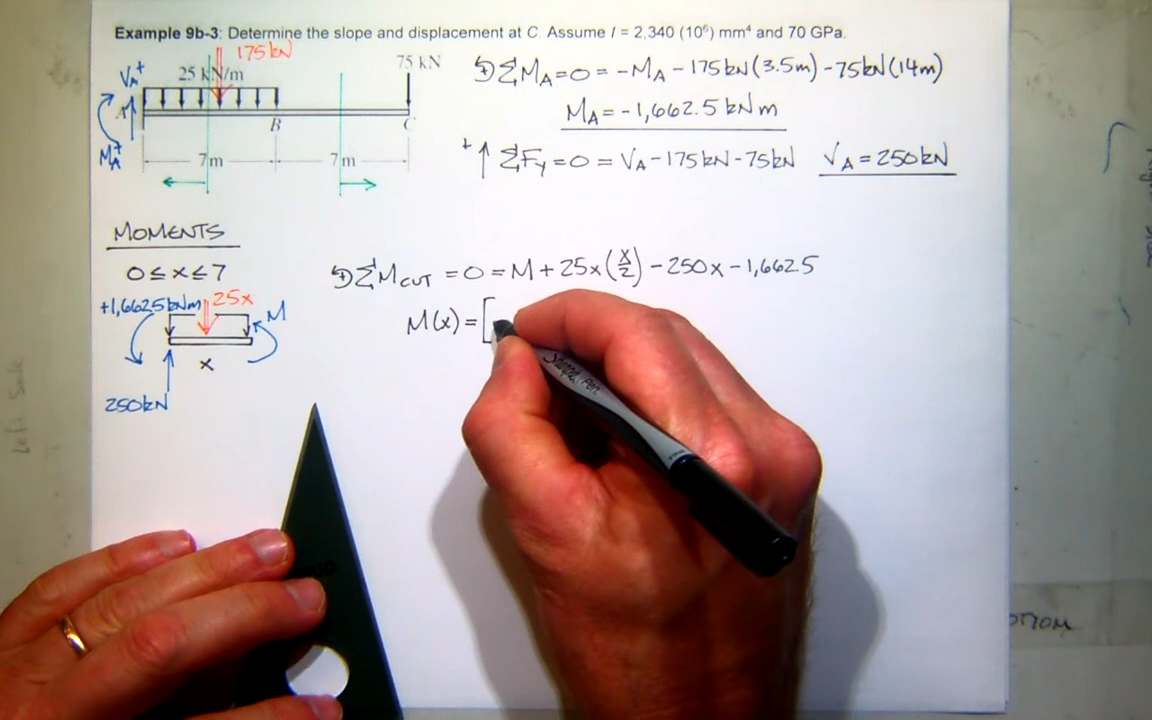 Example 9b-3: Determine the slope and displacement at C. Assume I = 2,340 (10⁶) mm⁴ and 70 GPa.
175kN
VA+ 25 kN/m 75 kN
A B C
MA+
7 m 7 m
↺ΣMA=0=-MA-175kN(3.5m)-75kN(14m)
MA=-1,662.5 kNm
+↑ΣFy=0=VA-175kN-75kN VA=250kN
MOMENTS
0≤x≤7
+1,662.5kNm 25x M
x
250kN
↺ΣMCUT =0=M+25x(x/2)-250x-1,662.5
M(x)=[
OTTOM